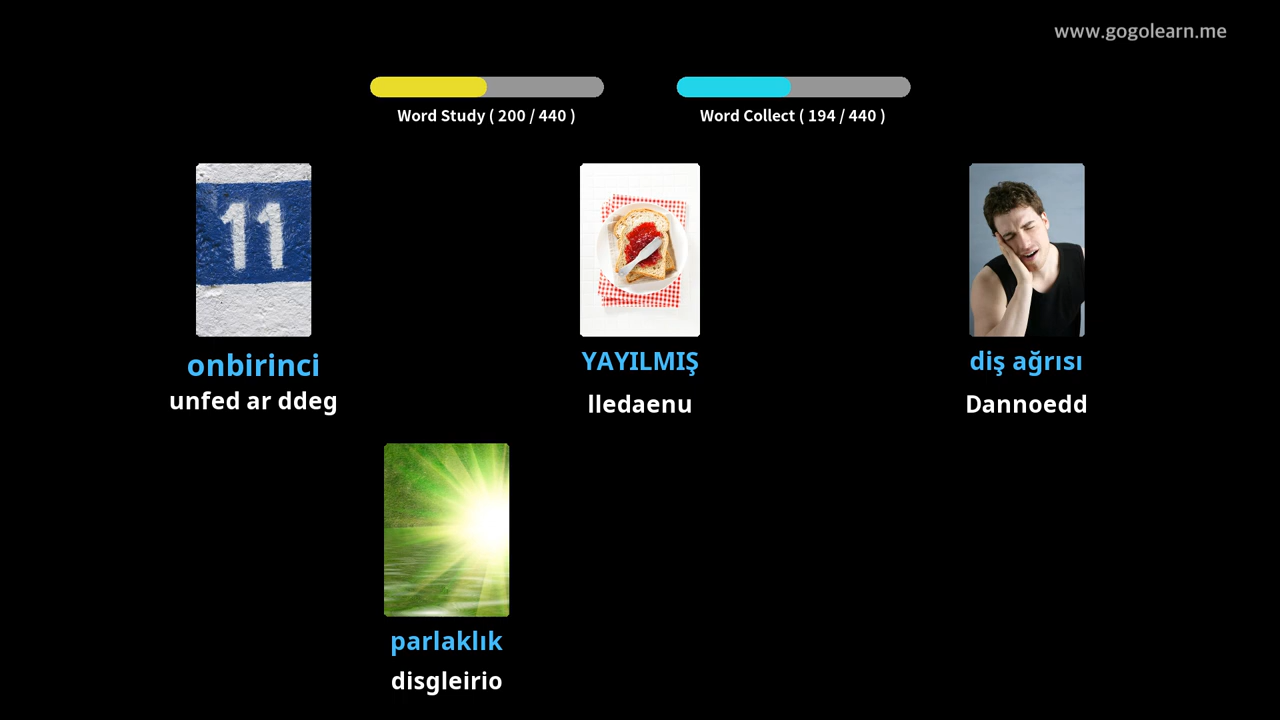 www.gogolearn.me
Word Study ( 200 / 440 )
Word Collect ( 194 / 440 )
11
onbirinci
unfed ar ddeg
YAYILMIŞ
lledaenu
diş ağrısı
Dannoedd
parlaklık
disgleirio